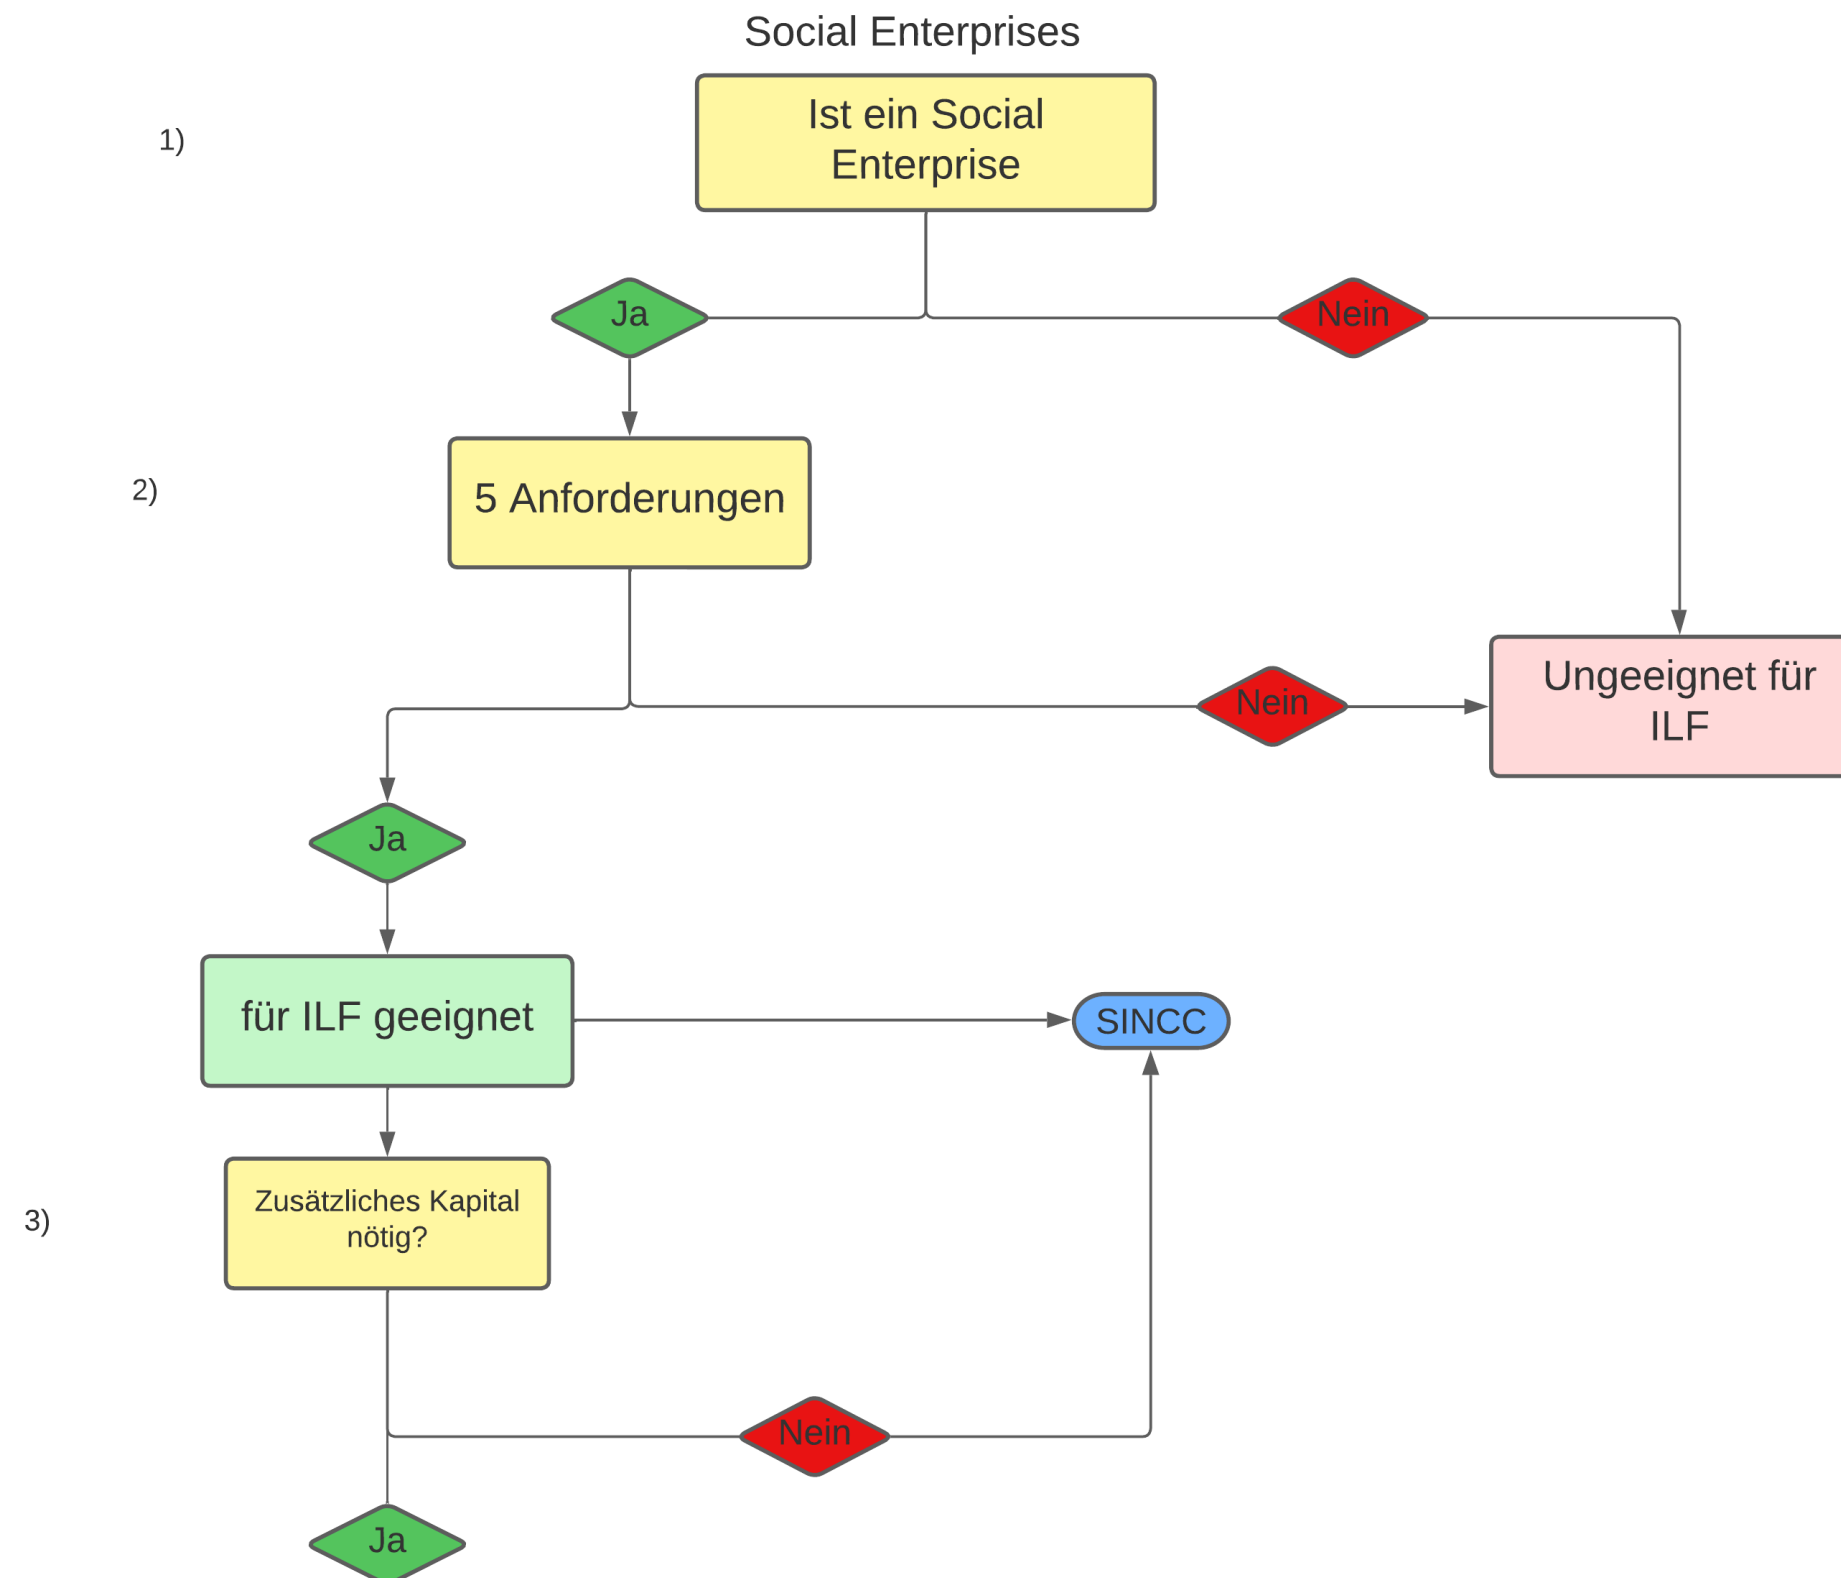 Social Enterprises
1)
Ist ein Social
Enterprise
Ja
Nein
2)
5 Anforderungen
Nein
Ungeeignet für
ILF
Ja
für ILF geeignet
SINCC
3)
Zusätzliches Kapital
nötig?
Nein
Ja